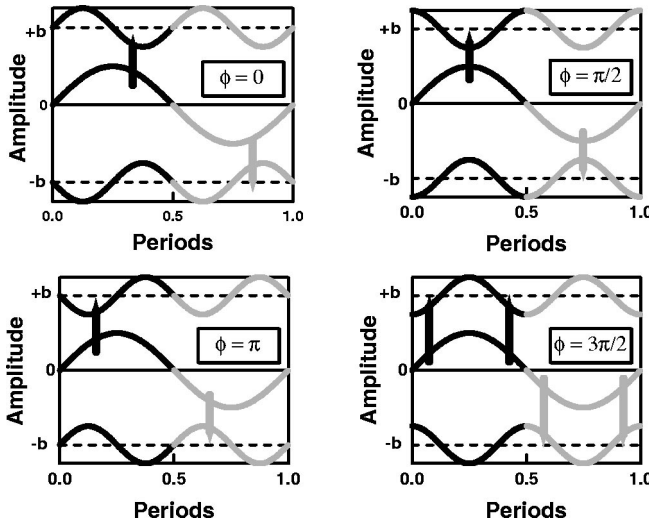 +b
Amplitude
0
ϕ = 0
-b
0.0 0.5 1.0
Periods
+b
Amplitude
0
ϕ = π/2
-b
0.0 0.5 1.0
Periods
+b
Amplitude
0
ϕ = π
-b
0.0 0.5 1.0
Periods
+b
Amplitude
0
ϕ = 3π/2
-b
0.0 0.5 1.0
Periods